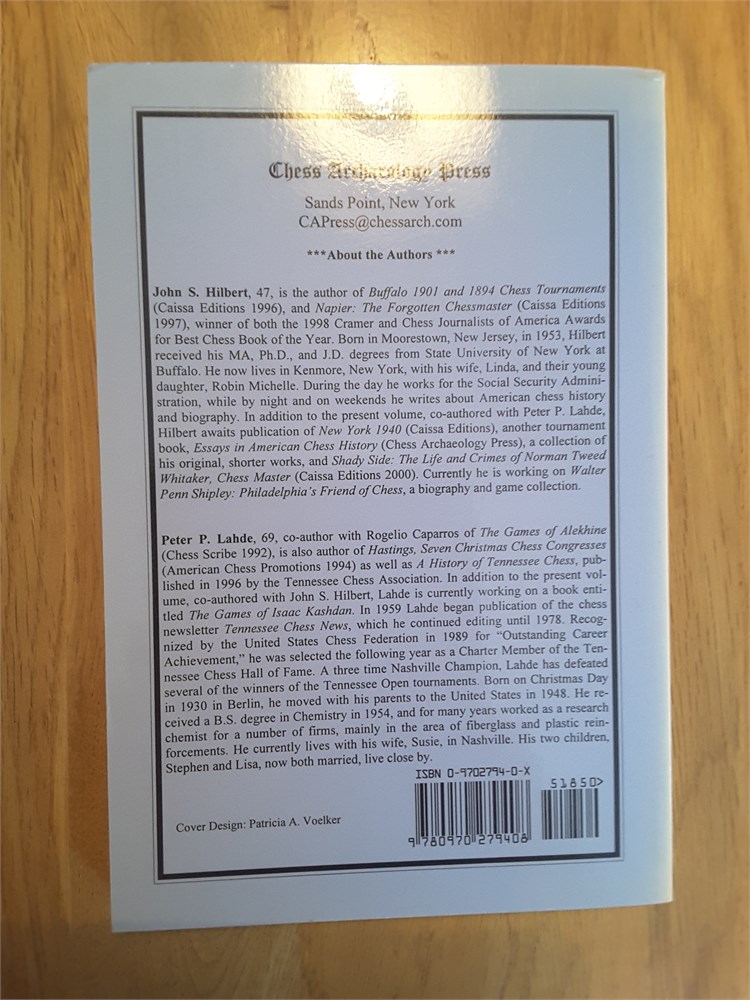 Chess Archaeology Press
Sands Point, New York
CAPress@chessarch.com
***About the Authors ***
John S. Hilbert, 47, is the author of Buffalo 1901 and 1894 Chess Tournaments
(Caissa Editions 1996), and Napier: The Forgotten Chessmaster (Caissa Editions
1997), winner of both the 1998 Cramer and Chess Journalists of America Awards
for Best Chess Book of the Year. Born in Moorestown, New Jersey, in 1953, Hilbert
received his MA, Ph.D., and J.D. degrees from State University of New York at
Buffalo. He now lives in Kenmore, New York, with his wife, Linda, and their young
daughter, Robin Michelle. During the day he works for the Social Security Admini-
stration, while by night and on weekends he writes about American chess history
and biography. In addition to the present volume, co-authored with Peter P. Lahde,
Hilbert awaits publication of New York 1940 (Caissa Editions), another tournament
book, Essays in American Chess History (Chess Archaeology Press), a collection of
his original, shorter works, and Shady Side: The Life and Crimes of Norman Tweed
Whitaker, Chess Master (Caissa Editions 2000). Currently he is working on Walter
Penn Shipley: Philadelphia's Friend of Chess, a biography and game collection.
Peter P. Lahde, 69, co-author with Rogelio Caparros of The Games of Alekhine
(Chess Scribe 1992), is also author of Hastings, Seven Christmas Chess Congresses
(American Chess Promotions 1994) as well as A History of Tennessee Chess, pub-
lished in 1996 by the Tennessee Chess Association. In addition to the present vol-
ume, co-authored with John S. Hilbert, Lahde is currently working on a book enti-
tled The Games of Isaac Kashdan. In 1959 Lahde began publication of the chess
newsletter Tennessee Chess News, which he continued editing until 1978. Recog-
nized by the United States Chess Federation in 1989 for “Outstanding Career
Achievement,” he was selected the following year as a Charter Member of the Ten-
nessee Chess Hall of Fame. A three time Nashville Champion, Lahde has defeated
several of the winners of the Tennessee Open tournaments. Born on Christmas Day
in 1930 in Berlin, he moved with his parents to the United States in 1948. He re-
ceived a B.S. degree in Chemistry in 1954, and for many years worked as a research
chemist for a number of firms, mainly in the area of fiberglass and plastic rein-
forcements. He currently lives with his wife, Susie, in Nashville. His two children,
Stephen and Lisa, now both married, live close by.
ISBN 0-9702794-0-X
51850>
Cover Design: Patricia A. Voelker
9 780970 279408